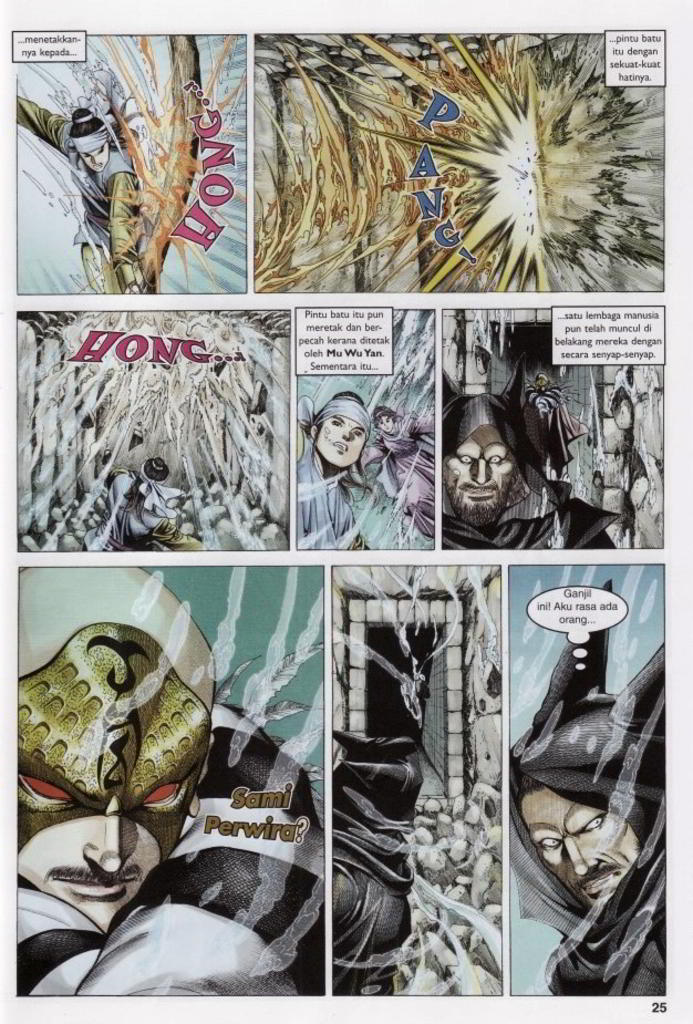 ...menetakkan-
nya kepada...
HONG...
...pintu batu
itu dengan
sekuat-kuat
hatinya.
PANG!
HONG...
Pintu batu itu pun
meretak dan ber-
pecah kerana ditetak
oleh Mu Wu Yan.
Sementara itu...
...satu lembaga manusia
pun telah muncul di
belakang mereka dengan
secara senyap-senyap.
Sami
Perwira?
Ganjil
ini! Aku rasa ada
orang...
25